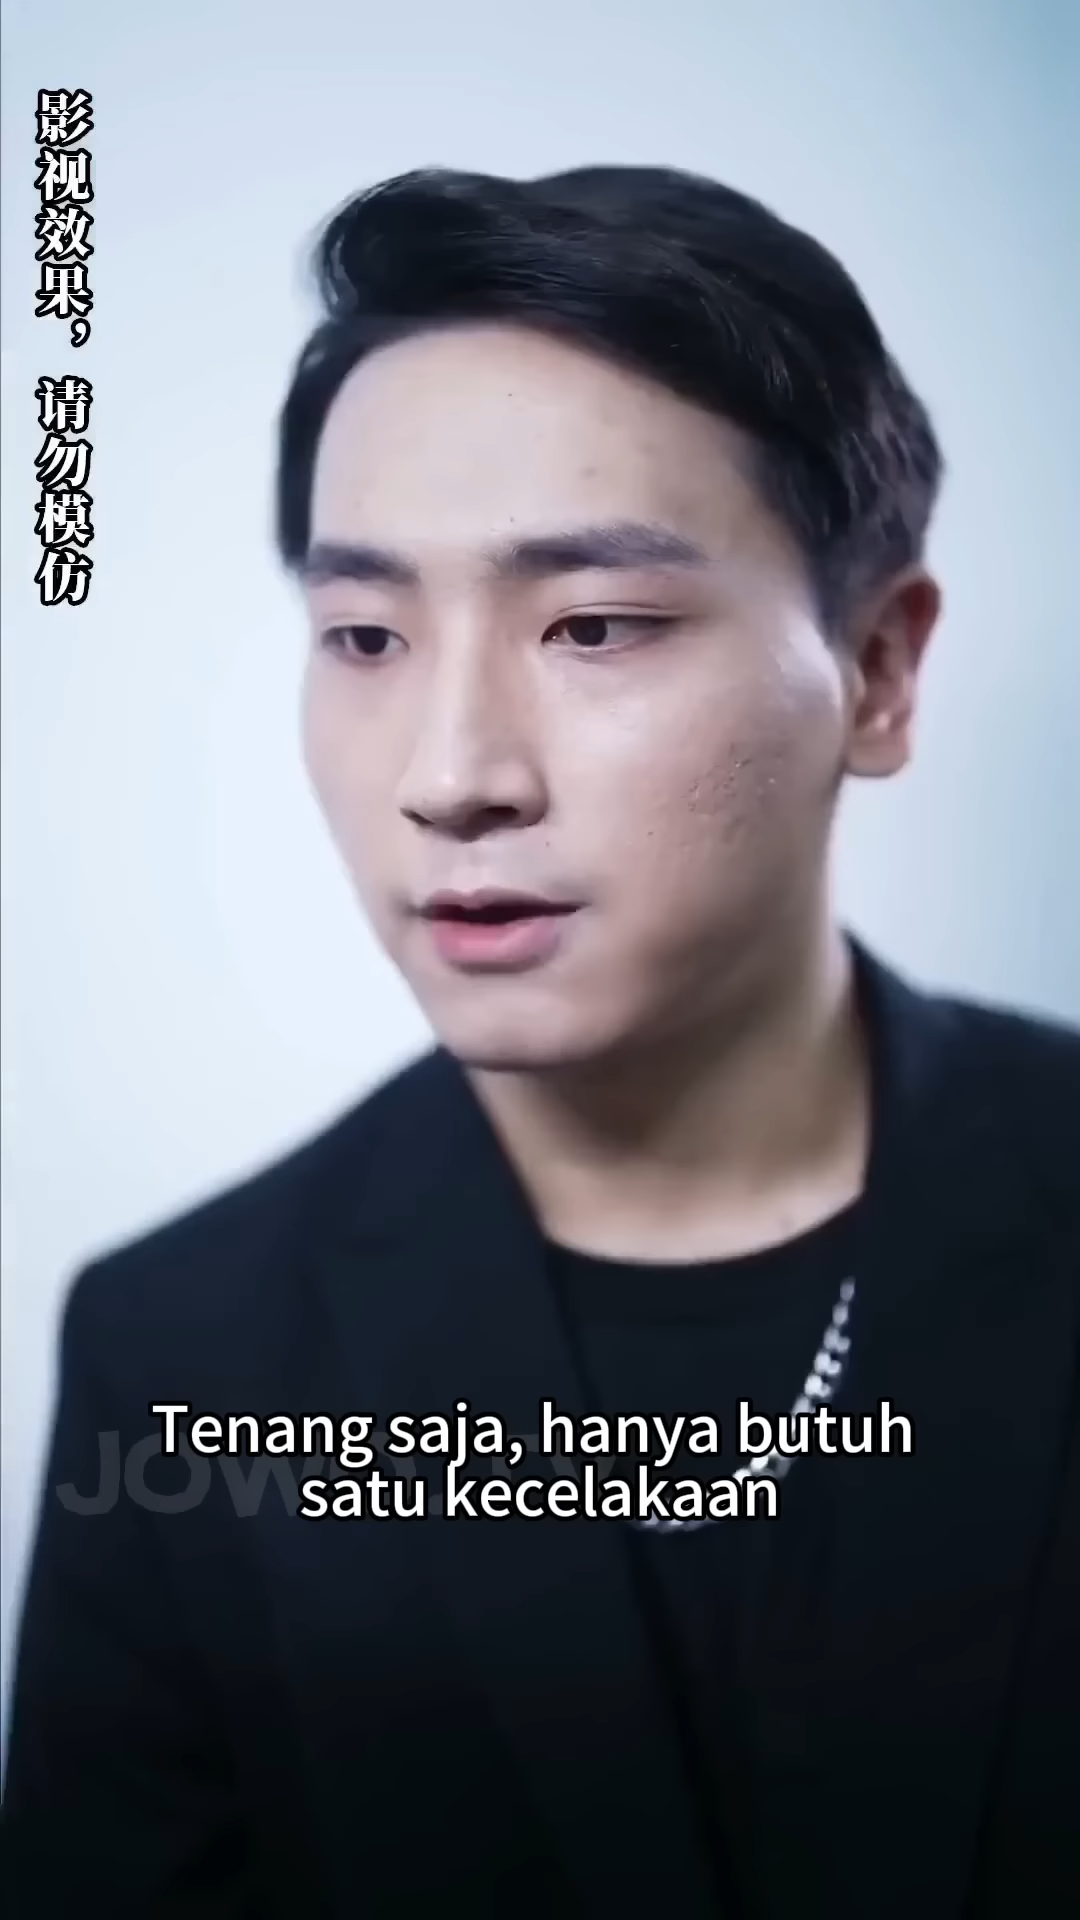 影视效果，请勿模仿
Tenang saja, hanya butuh
satu kecelakaan